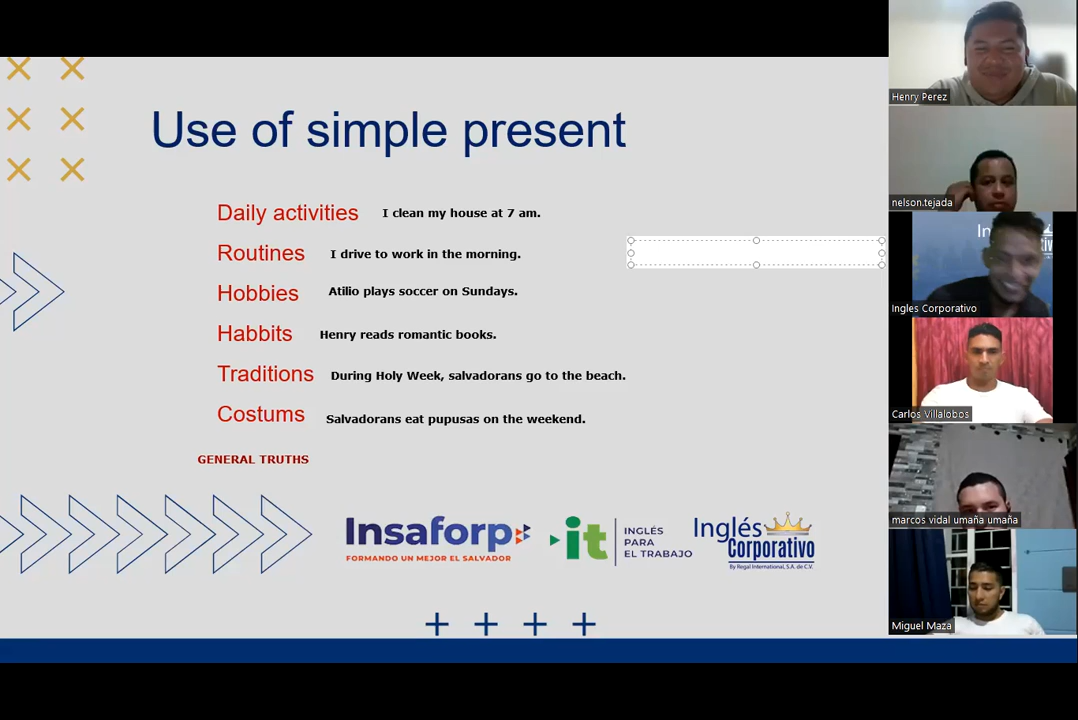 Use of simple present
Daily activities I clean my house at 7 am.
Routines I drive to work in the morning.
Hobbies Atilio plays soccer on Sundays.
Habbits Henry reads romantic books.
Traditions During Holy Week, salvadorans go to the beach.
Costums Salvadorans eat pupusas on the weekend.
GENERAL TRUTHS
Insaforp
FORMANDO UN MEJOR EL SALVADOR
it
INGLÉS
PARA
EL TRABAJO
Inglés
Corporativo
By Regal International, S.A. de C.V.
Henry Perez
nelson.tejada
Ingles Corporativo
Carlos Villalobos
marcos vidal umaña umaña
Miguel Maza